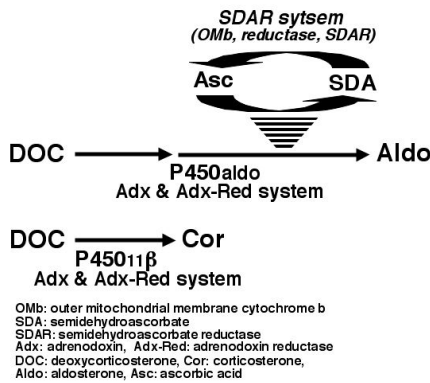 SDAR sytsem
(OMb, reductase, SDAR)
Asc SDA
DOC Aldo
P450aldo
Adx & Adx-Red system
DOC Cor
P45011β
Adx & Adx-Red system
OMb: outer mitochondrial membrane cytochrome b
SDA: semidehydroascorbate
SDAR: semidehydroascorbate reductase
Adx: adrenodoxin, Adx-Red: adrenodoxin reductase
DOC: deoxycorticosterone, Cor: corticosterone,
Aldo: aldosterone, Asc: ascorbic acid